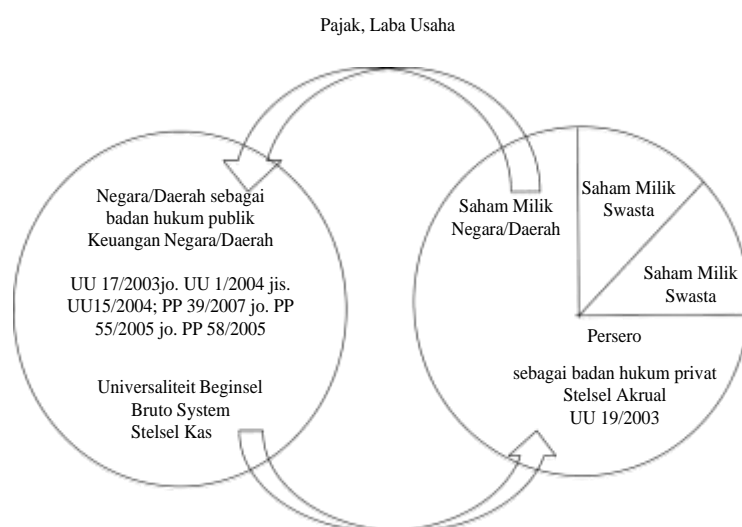 Pajak, Laba Usaha
Negara/Daerah sebagai
badan hukum publik
Keuangan Negara/Daerah
UU 17/2003jo. UU 1/2004 jis.
UU15/2004; PP 39/2007 jo. PP
55/2005 jo. PP 58/2005
Universaliteit Beginsel
Bruto System
Stelsel Kas
Saham Milik
Negara/Daerah
Saham Milik
Swasta
Saham Milik
Swasta
Persero
sebagai badan hukum privat
Stelsel Akrual
UU 19/2003